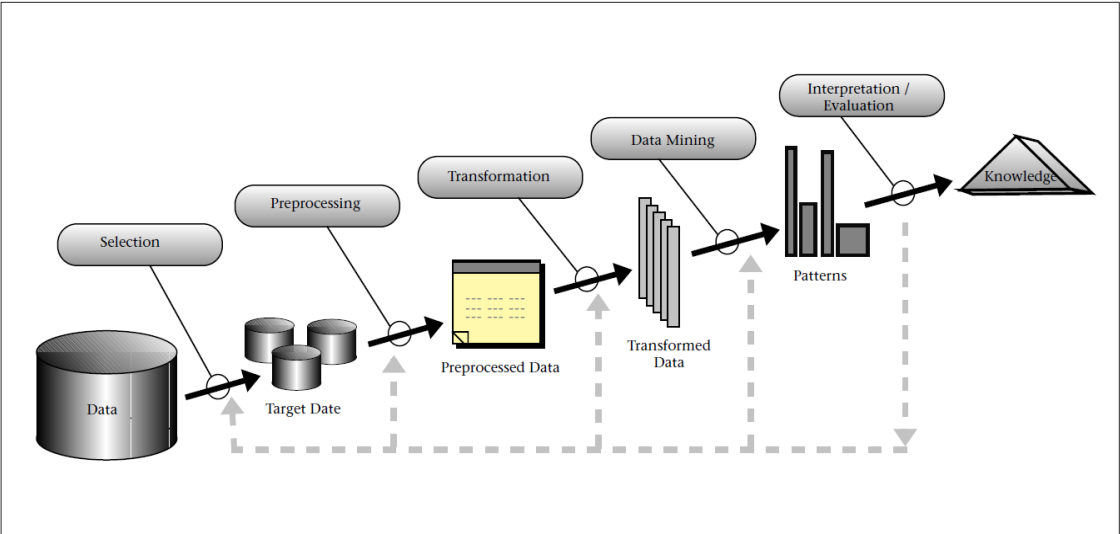 Interpretation /
Evaluation
Data Mining
Transformation
Preprocessing
Selection
Knowledge
Patterns
Transformed
Data
Preprocessed Data
Target Date
Data